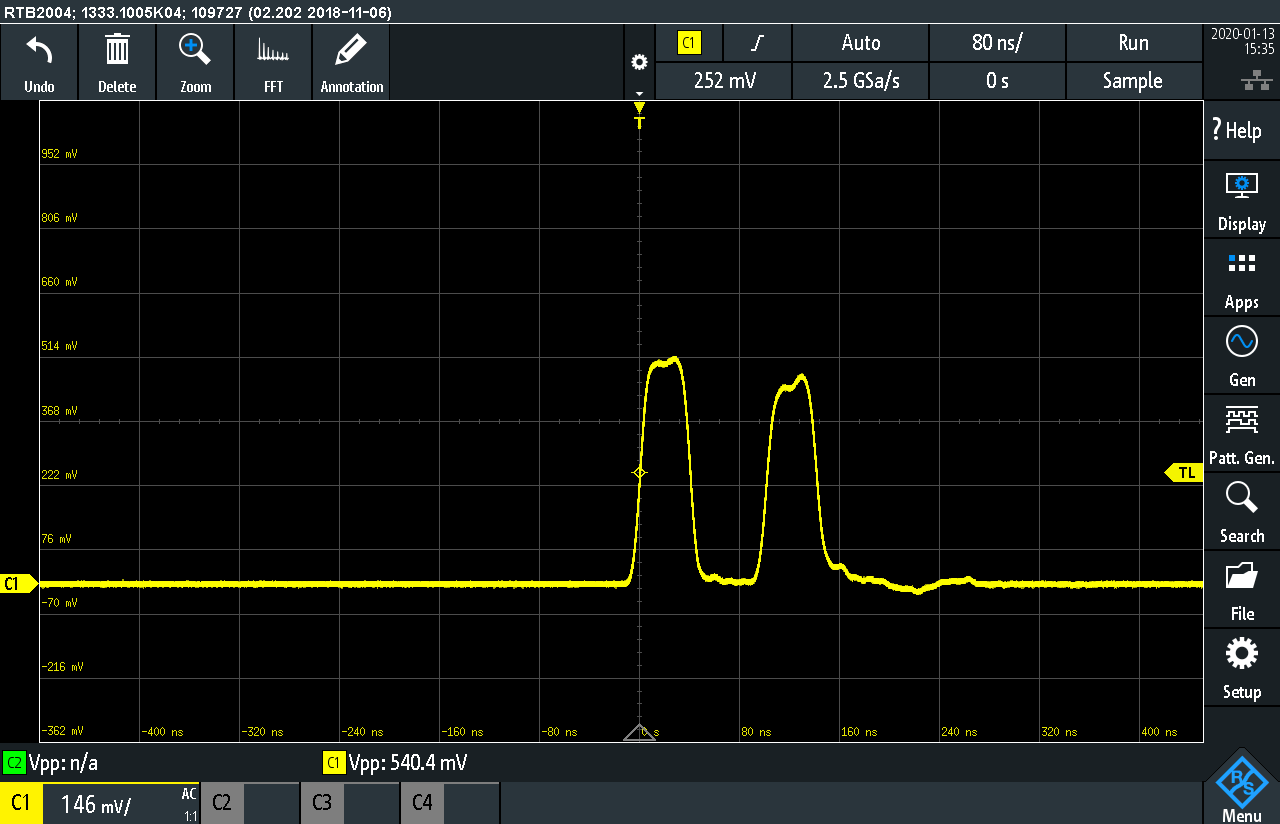 RTB2004; 1333.1005K04; 109727 (02.202 2018-11-06)
Undo Delete Zoom FFT Annotation
C1 Auto 80 ns/ Run
252 mV 2.5 GSa/s 0 s Sample
2020-01-13
15:35
? Help
Display
Apps
Gen
Patt. Gen.
Search
File
Setup
Menu
R&S
T
952 mV
806 mV
660 mV
514 mV
368 mV
222 mV
TL
76 mV
C1
-70 mV
-216 mV
-362 mV
-400 ns -320 ns -240 ns -160 ns -80 ns 0 s 80 ns 160 ns 240 ns 320 ns 400 ns
C2 Vpp: n/a C1 Vpp: 540.4 mV
C1 146 mV/ AC 1:1 C2 C3 C4